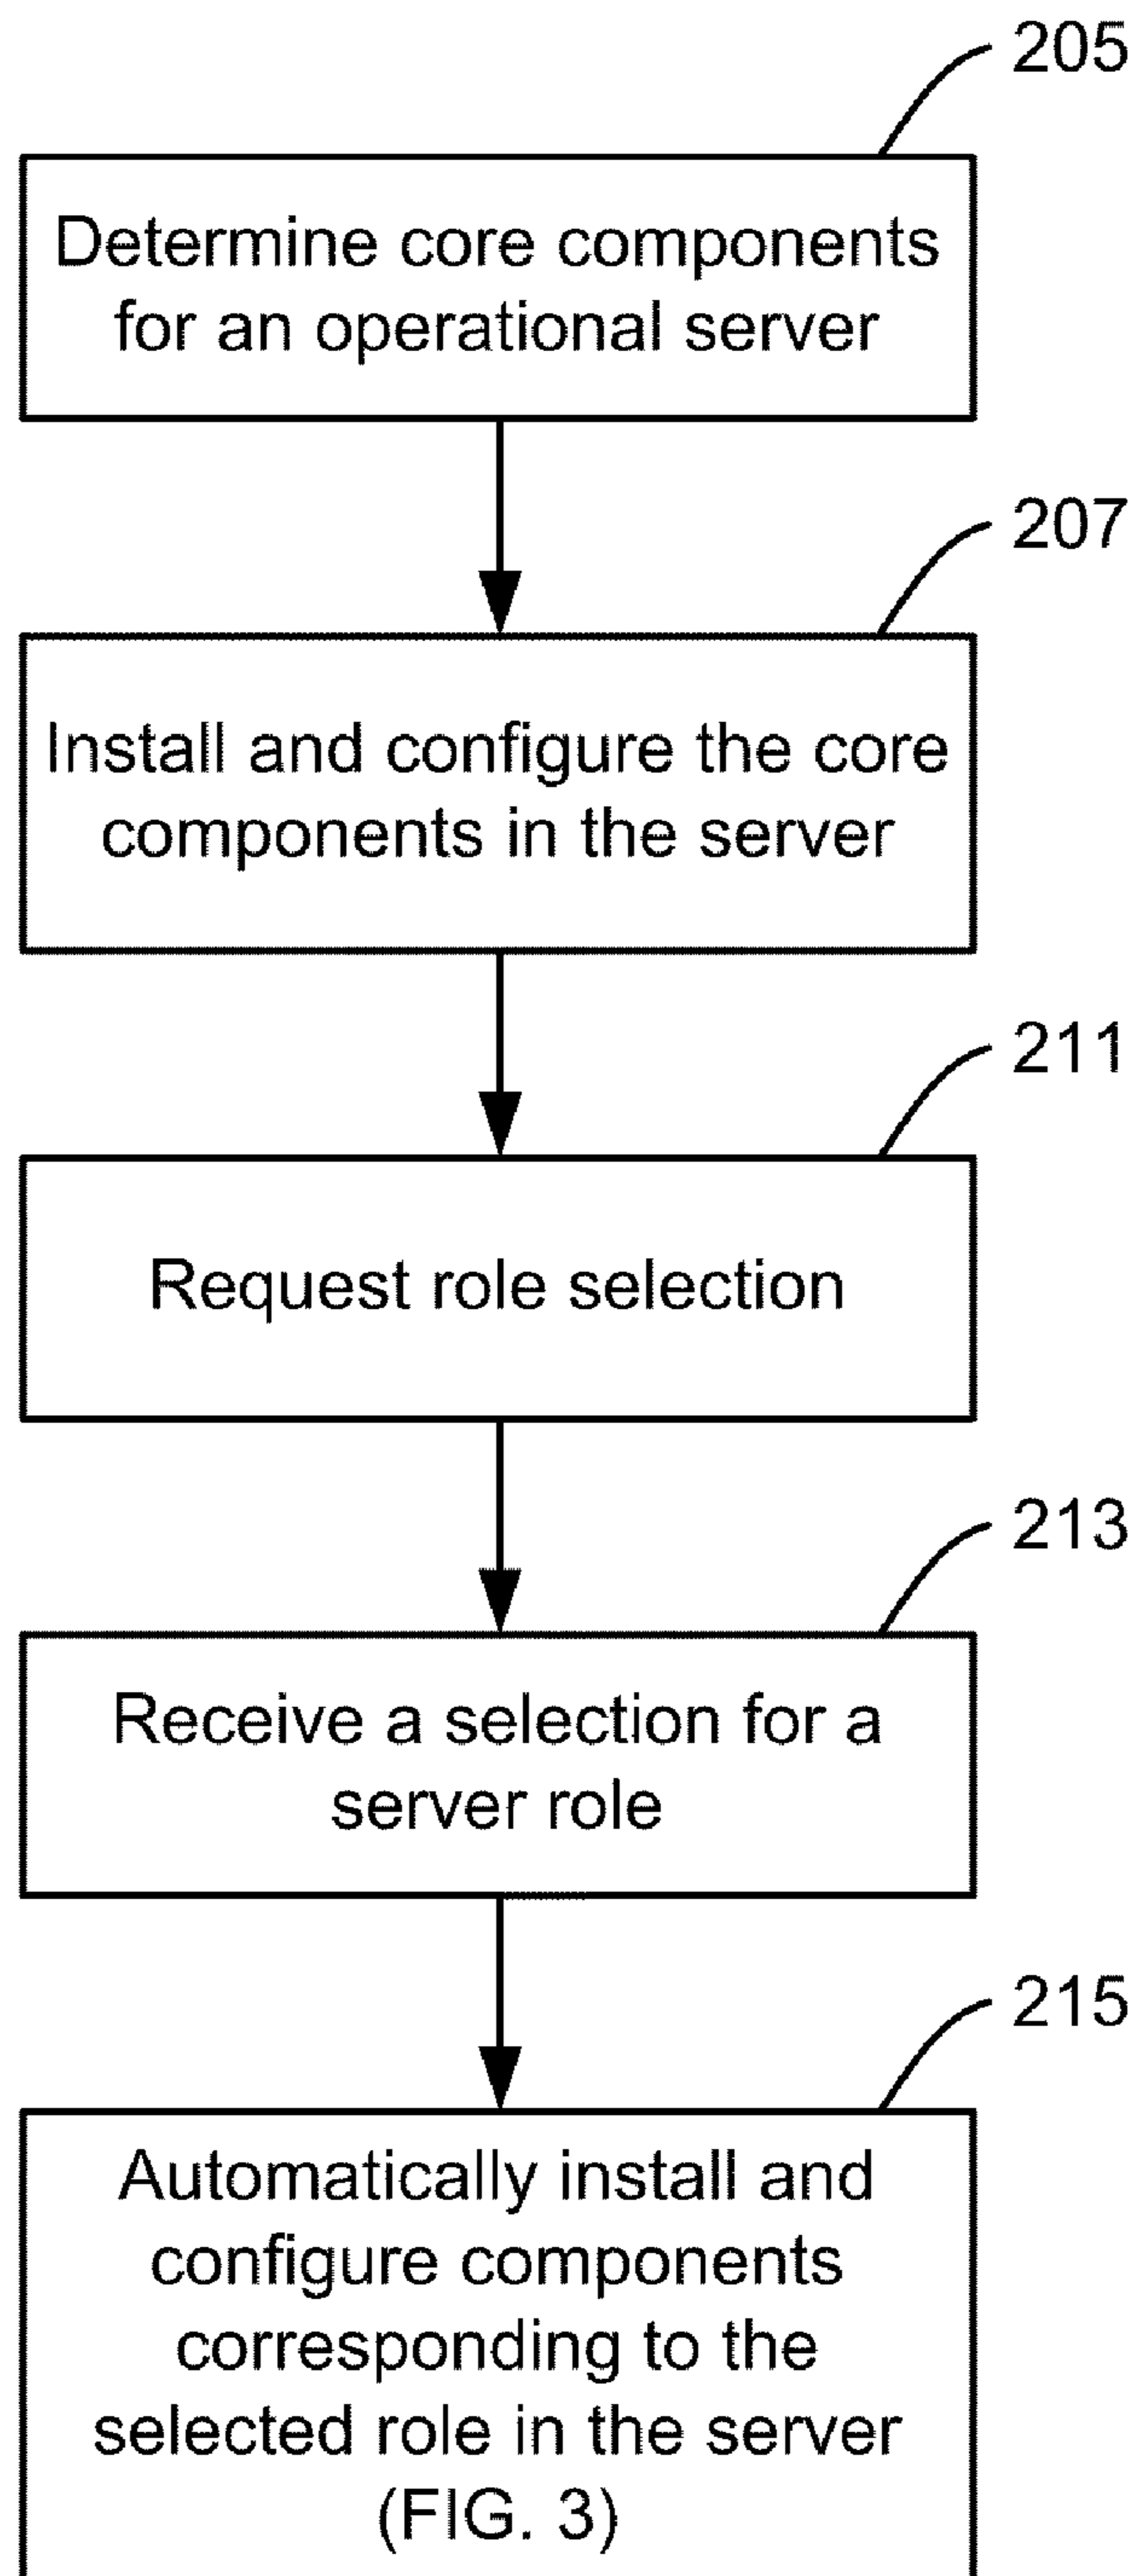 205
Determine core components
for an operational server
207
Install and configure the core
components in the server
211
Request role selection
213
Receive a selection for a
server role
215
Automatically install and
configure components
corresponding to the
selected role in the server
(FIG. 3)